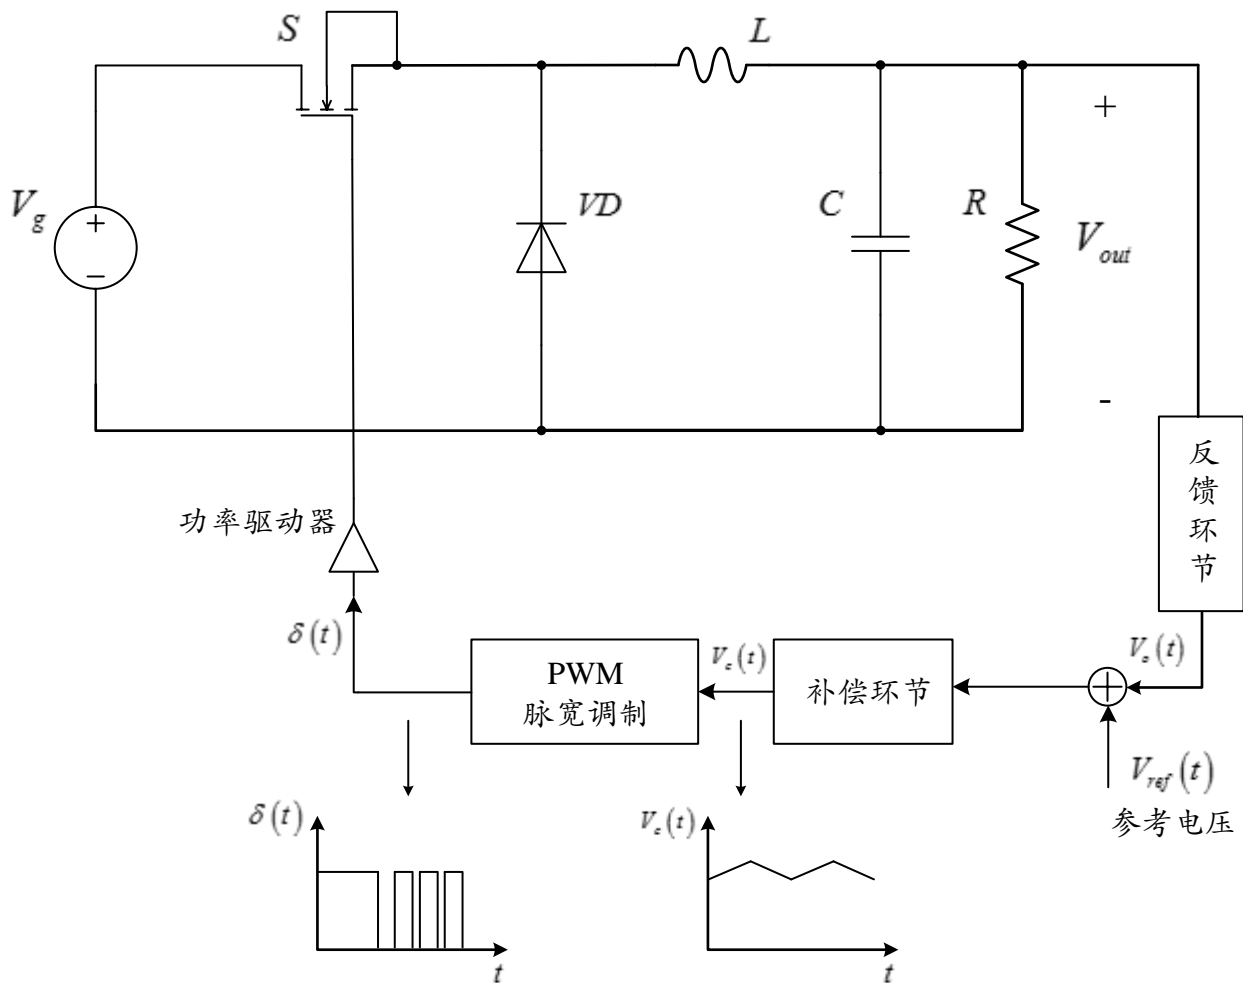 S
L
+
V_g
+
−
VD
C
R
V_out
-
反馈环节
功率驱动器
δ(t)
PWM
脉宽调制
V_c(t)
补偿环节
V_o(t)
V_ref(t)
参考电压
δ(t)
t
V_c(t)
t